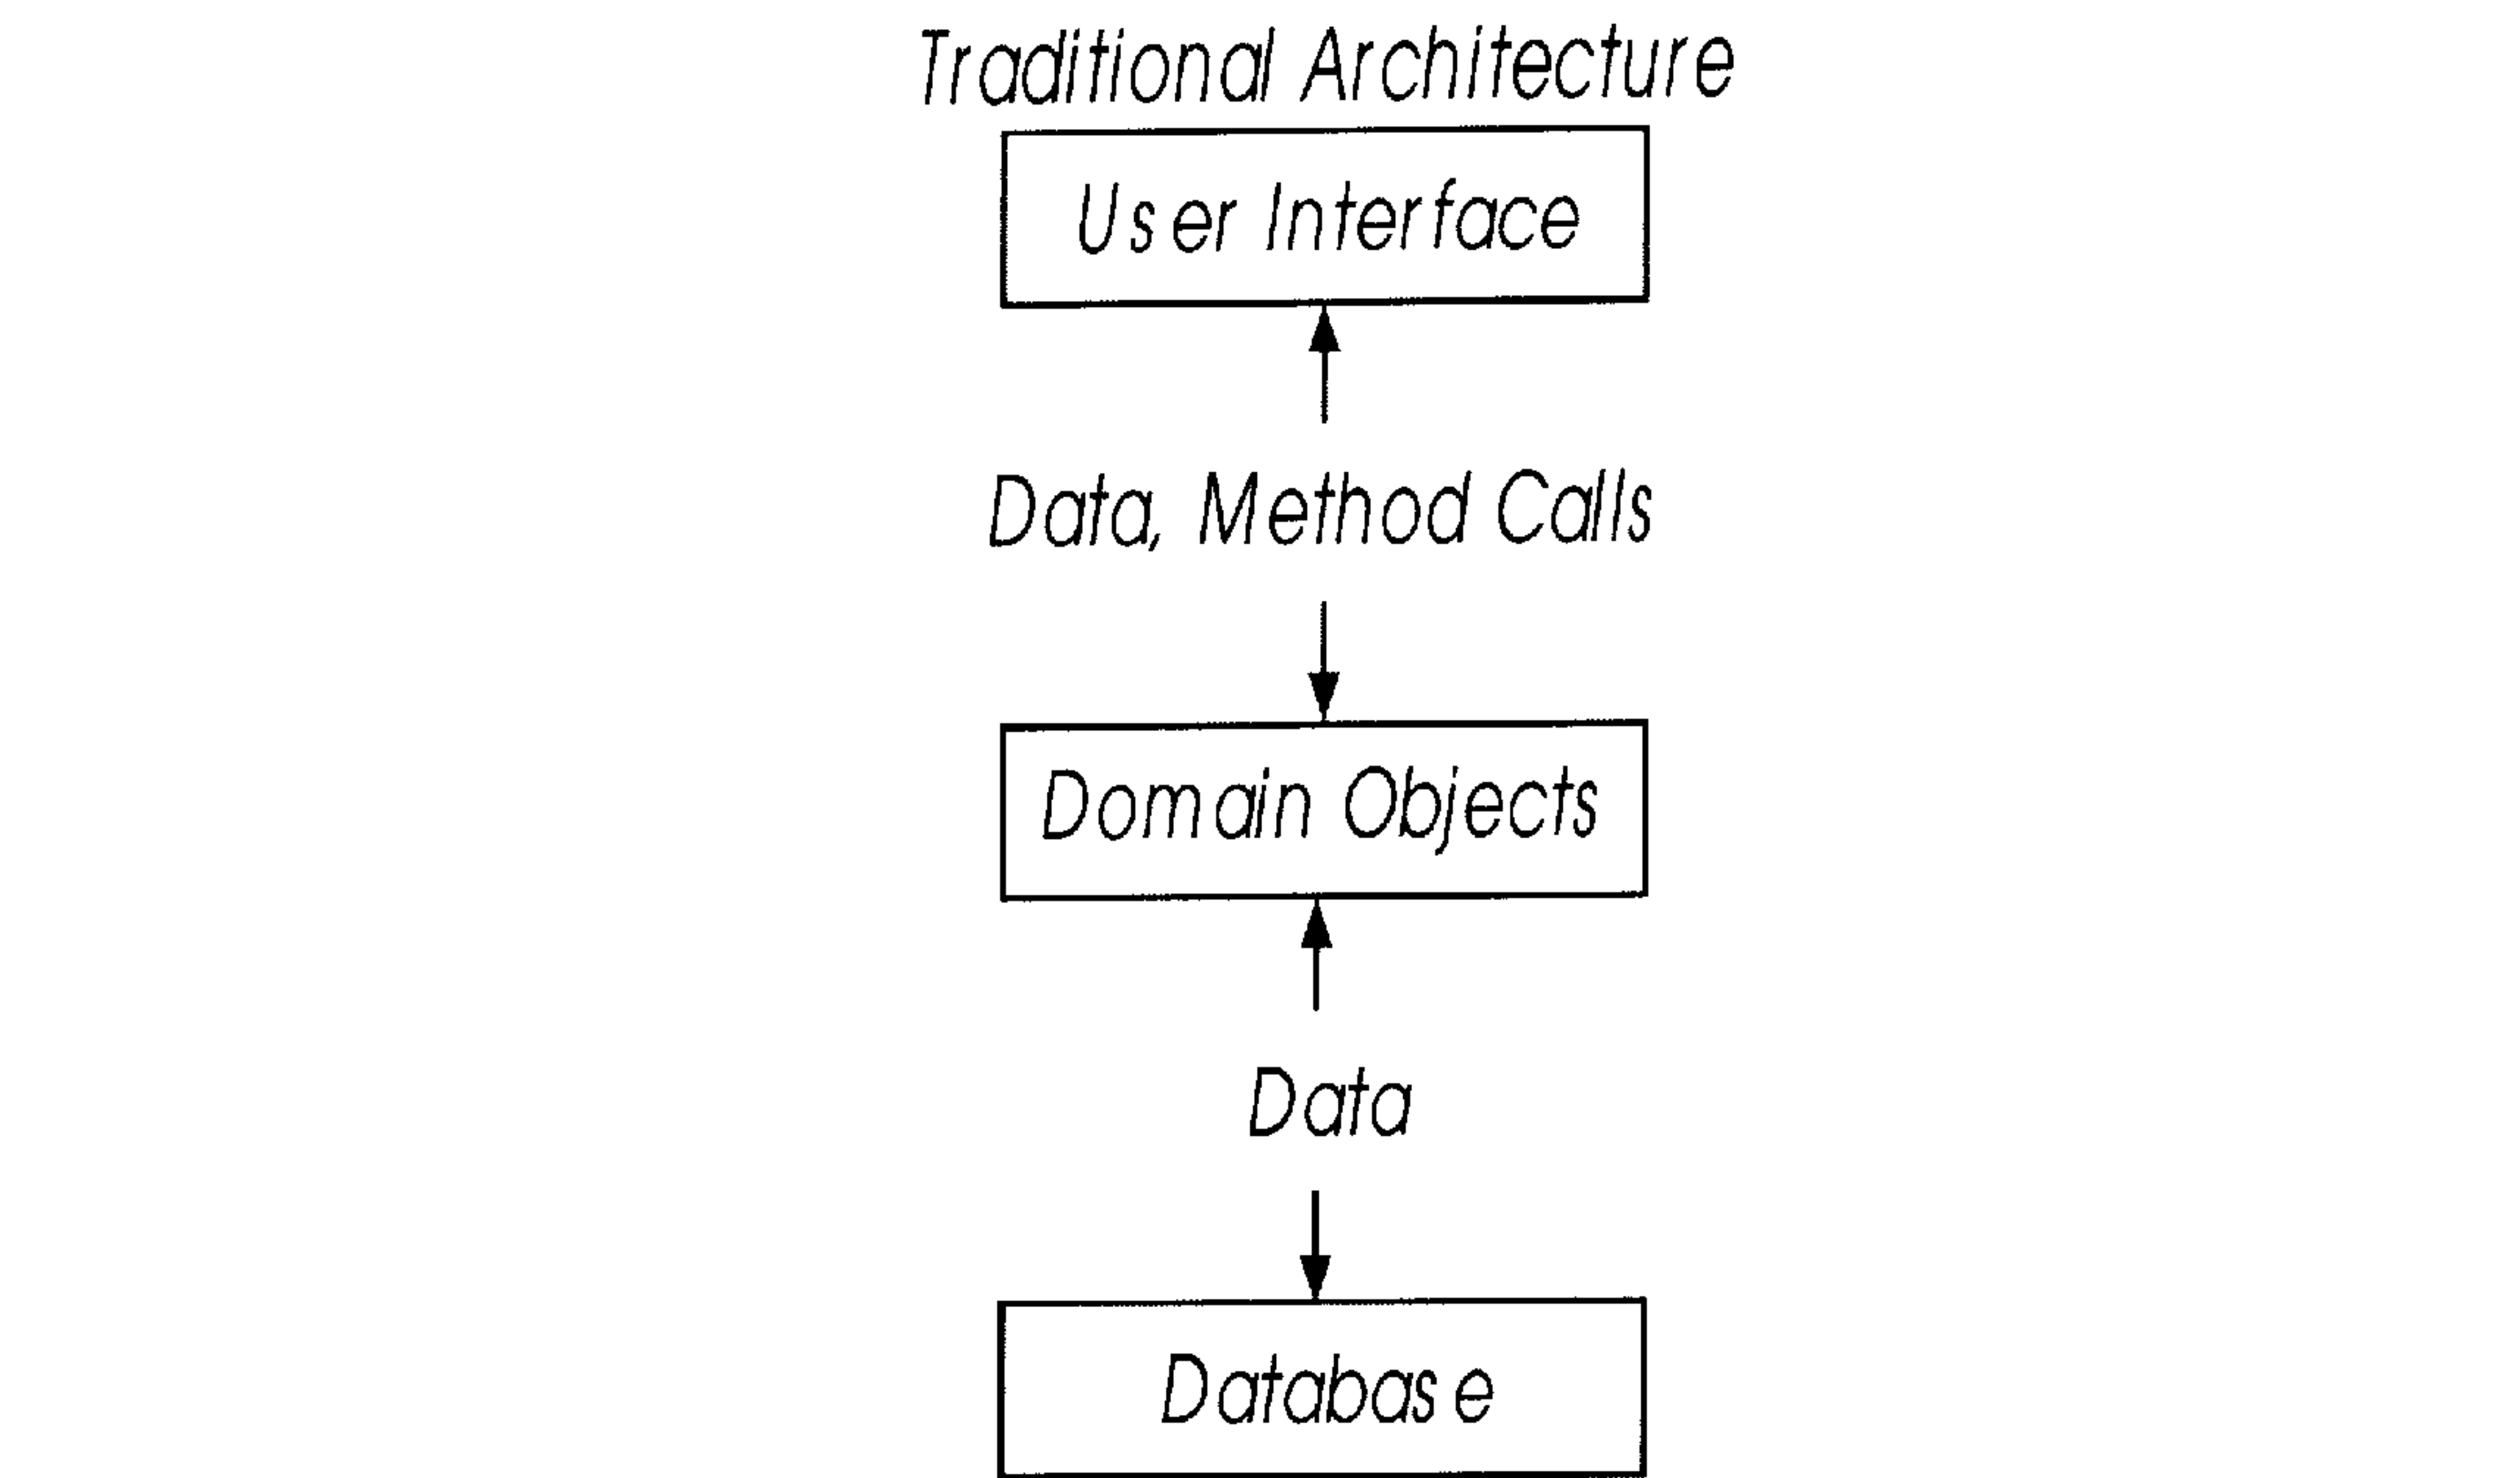 Traditional Architecture
User Interface
Data, Method Calls
Domain Objects
Data
Database